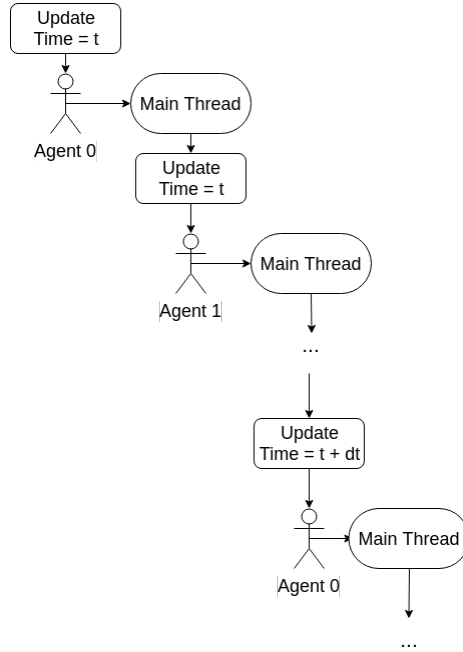 Update
Time = t
Main Thread
Agent 0
Update
Time = t
Main Thread
Agent 1
...
Update
Time = t + dt
Main Thread
Agent 0
...